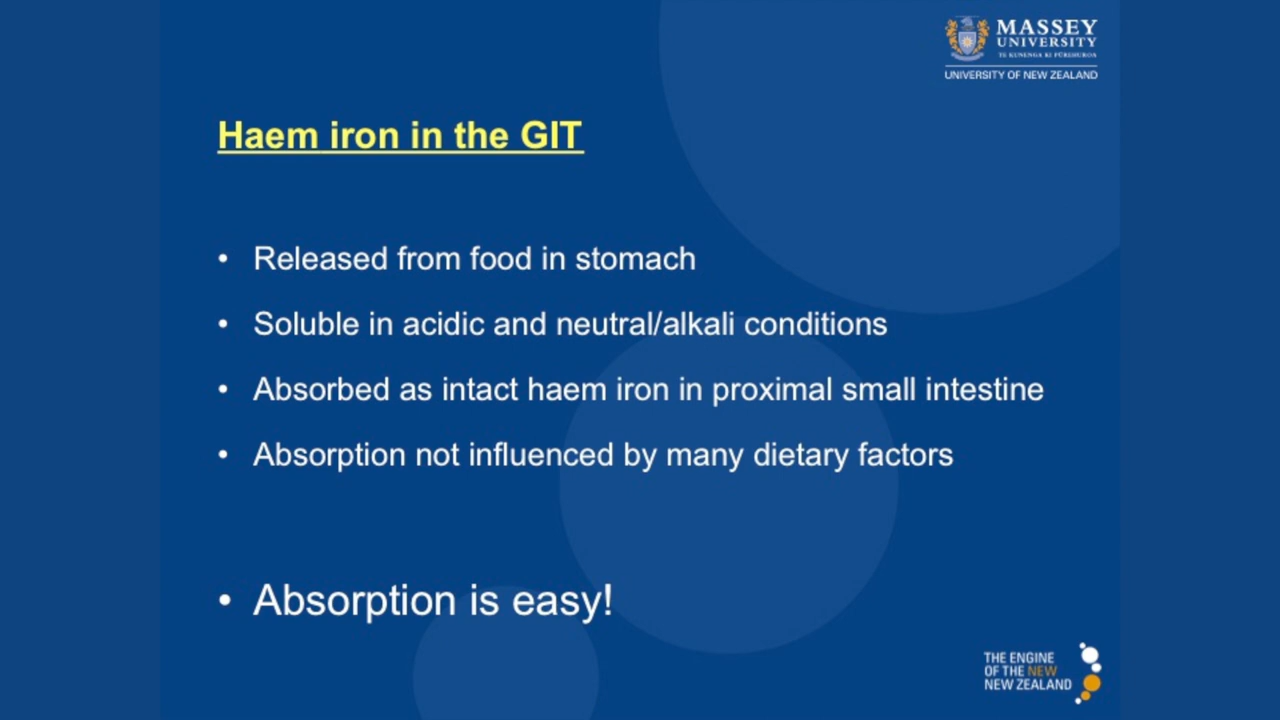 MASSEY
UNIVERSITY
TE KUNENGA KI PŪREHUROA
UNIVERSITY OF NEW ZEALAND
Haem iron in the GIT
• Released from food in stomach
• Soluble in acidic and neutral/alkali conditions
• Absorbed as intact haem iron in proximal small intestine
• Absorption not influenced by many dietary factors
• Absorption is easy!
THE ENGINE
OF THE NEW
NEW ZEALAND